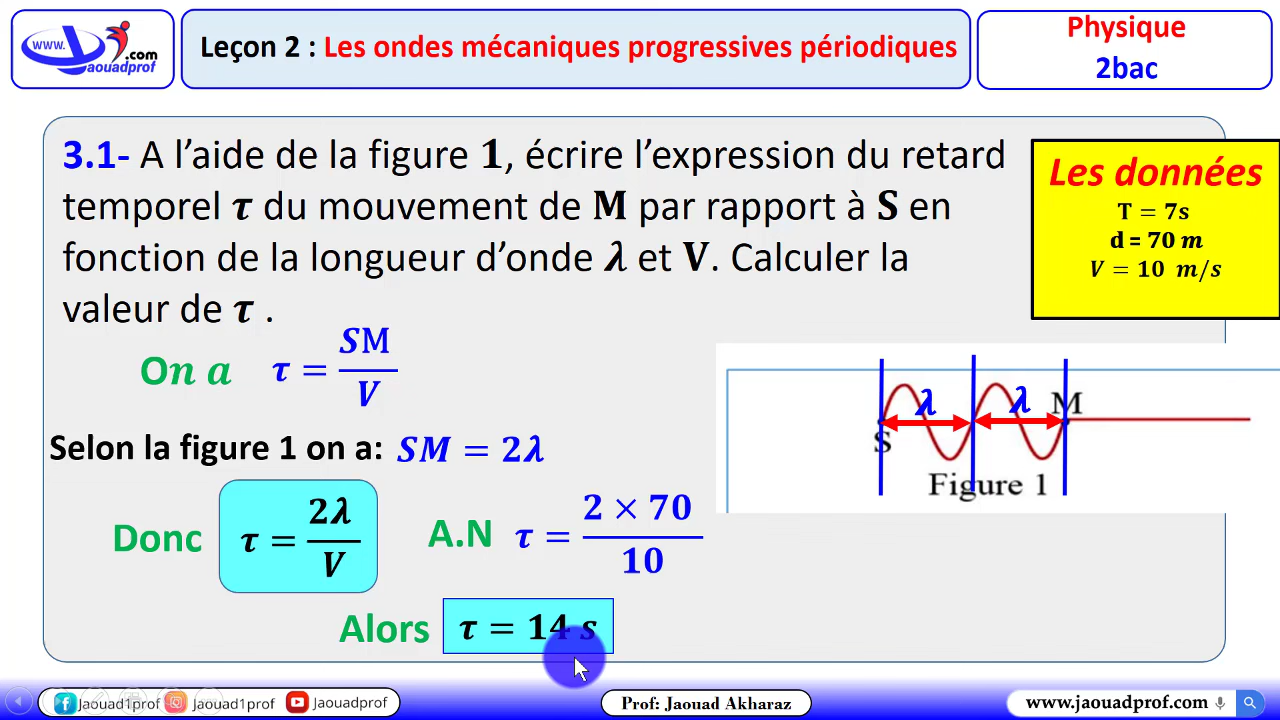 www.
.com
aouadprof
Leçon 2 : Les ondes mécaniques progressives périodiques
Physique
2bac
3.1- A l’aide de la figure 1, écrire l’expression du retard
temporel τ du mouvement de M par rapport à S en
fonction de la longueur d’onde λ et V. Calculer la
valeur de τ .
Les données
T = 7s
d = 70 m
V = 10 m/s
On a τ = SM/V
Selon la figure 1 on a: SM = 2λ
λ λ
S M
Figure 1
Donc τ = 2λ/V A.N τ = 2 × 70/10
Alors τ = 14 s
Jaouad1prof Jaouad1prof Jaouadprof
Prof: Jaouad Akharaz
www.jaouadprof.com